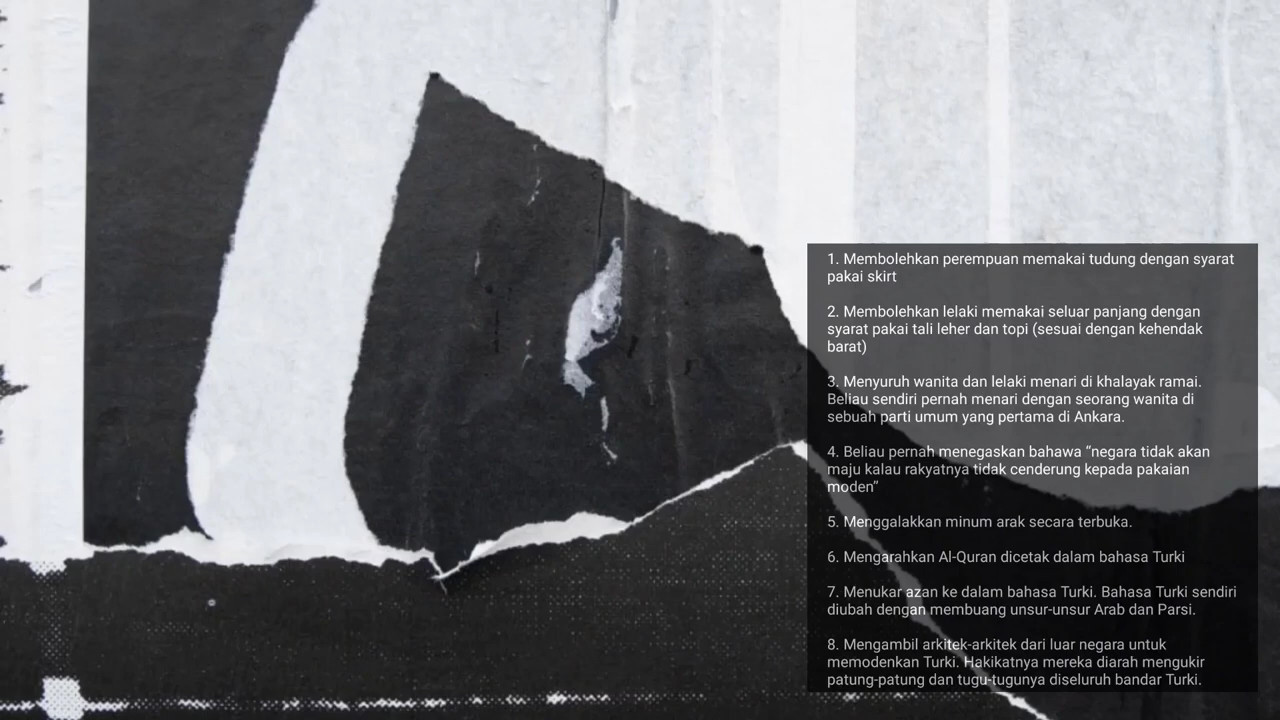 1. Membolehkan perempuan memakai tudung dengan syarat
pakai skirt
2. Membolehkan lelaki memakai seluar panjang dengan
syarat pakai tali leher dan topi (sesuai dengan kehendak
barat)
3. Menyuruh wanita dan lelaki menari di khalayak ramai.
Beliau sendiri pernah menari dengan seorang wanita di
sebuah parti umum yang pertama di Ankara.
4. Beliau pernah menegaskan bahawa “negara tidak akan
maju kalau rakyatnya tidak cenderung kepada pakaian
moden”
5. Menggalakkan minum arak secara terbuka.
6. Mengarahkan Al-Quran dicetak dalam bahasa Turki
7. Menukar azan ke dalam bahasa Turki. Bahasa Turki sendiri
diubah dengan membuang unsur-unsur Arab dan Parsi.
8. Mengambil arkitek-arkitek dari luar negara untuk
memodenkan Turki. Hakikatnya mereka diarah mengukir
patung-patung dan tugu-tugunya diseluruh bandar Turki.